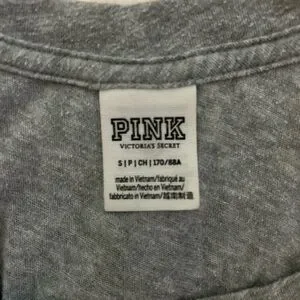 PINK
VICTORIA'S SECRET
S | P | CH | 170/88A
made in Vietnam/fabriqué au
Vietnam/hecho en Vietnam/
fabbricato in Vietnam/越南制造